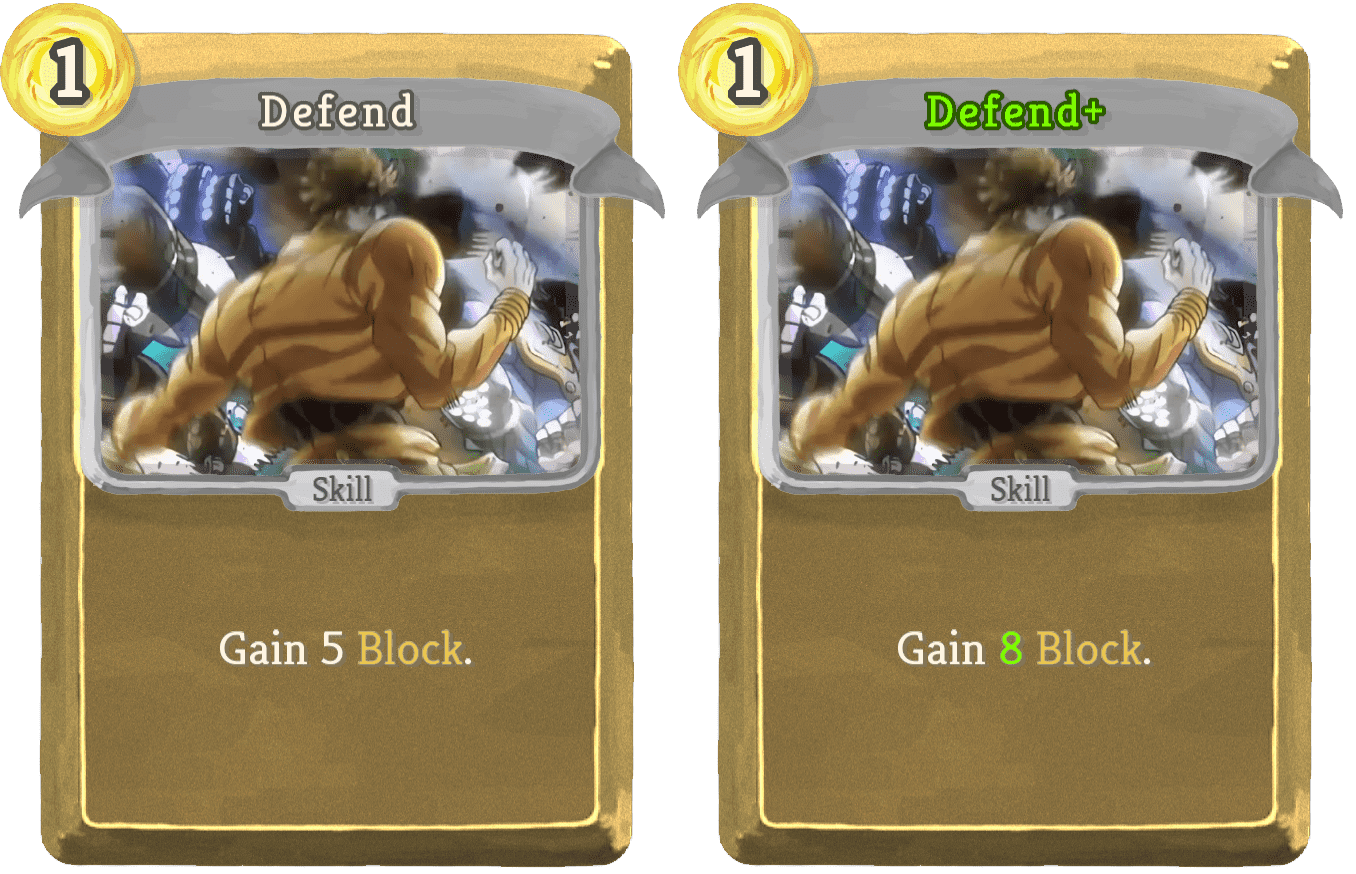 1
Defend
Skill
Gain 5 Block.
1
Defend+
Skill
Gain 8 Block.